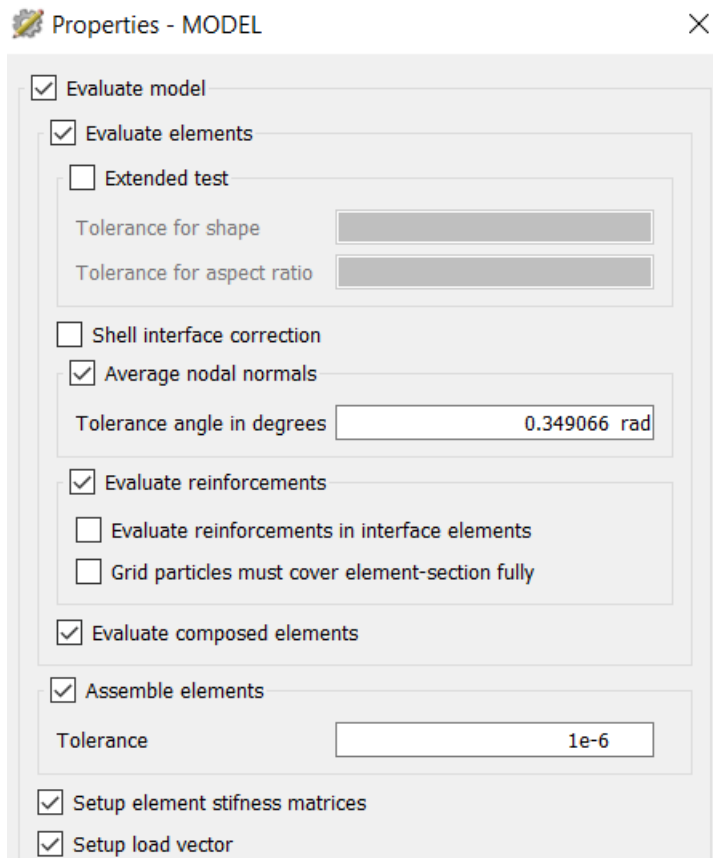 Properties - MODEL
Evaluate model
Evaluate elements
Extended test
Tolerance for shape
Tolerance for aspect ratio
Shell interface correction
Average nodal normals
Tolerance angle in degrees 0.349066 rad
Evaluate reinforcements
Evaluate reinforcements in interface elements
Grid particles must cover element-section fully
Evaluate composed elements
Assemble elements
Tolerance 1e-6
Setup element stifness matrices
Setup load vector